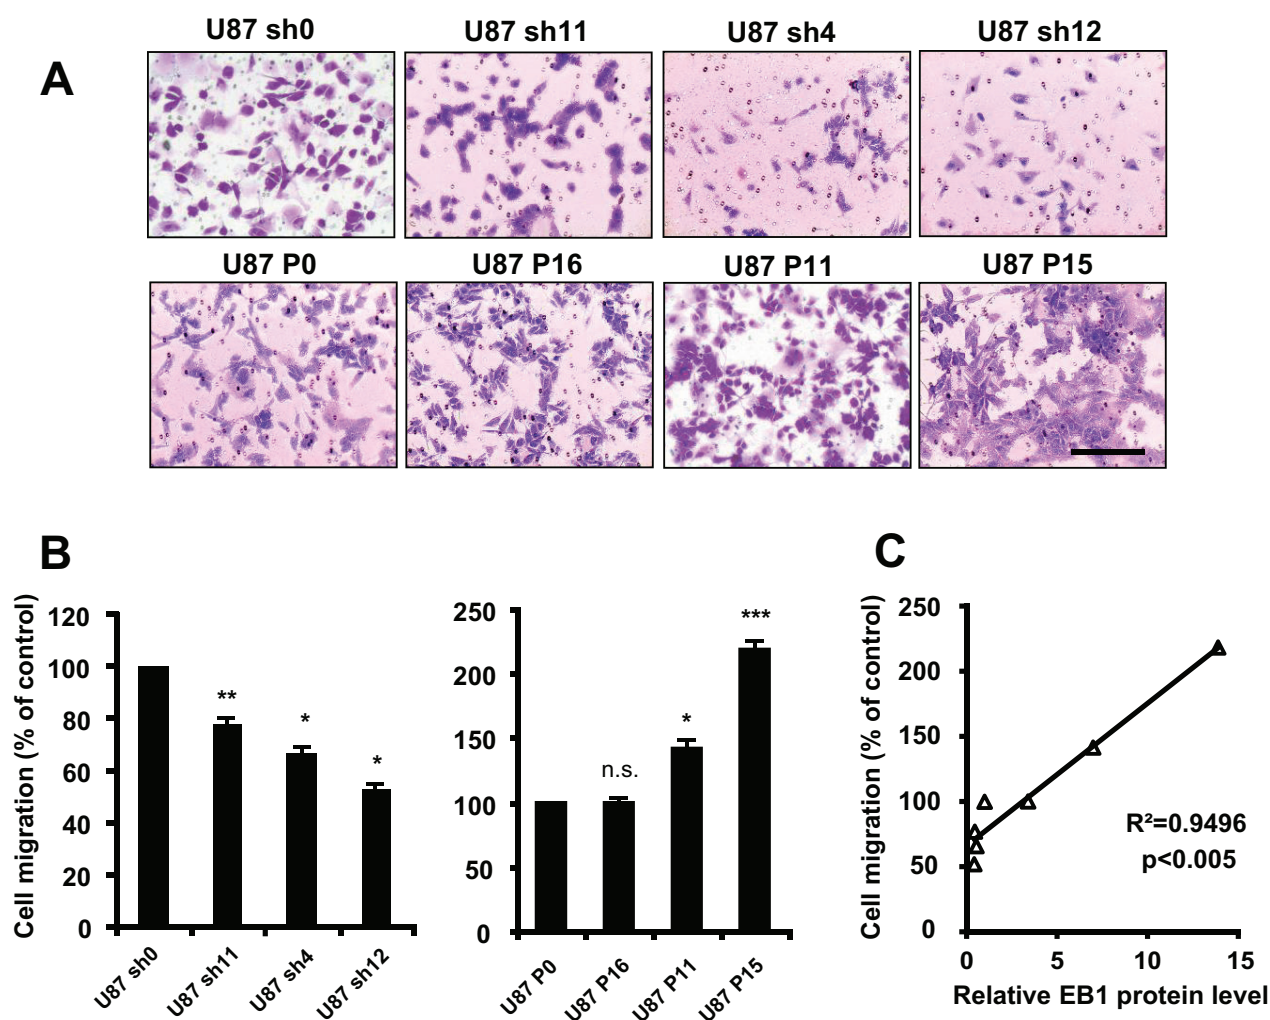 U87 sh0 U87 sh11 U87 sh4 U87 sh12
A
U87 P0 U87 P16 U87 P11 U87 P15
B
Cell migration (% of control)
120
100
80
60
40
20
0
**
*
*
U87 sh0 U87 sh11 U87 sh4 U87 sh12
250
200
150
100
50
0
n.s.
*
***
U87 P0 U87 P16 U87 P11 U87 P15
C
Cell migration (% of control)
250
200
150
100
50
0
R²=0.9496
p<0.005
0 5 10 15
Relative EB1 protein level